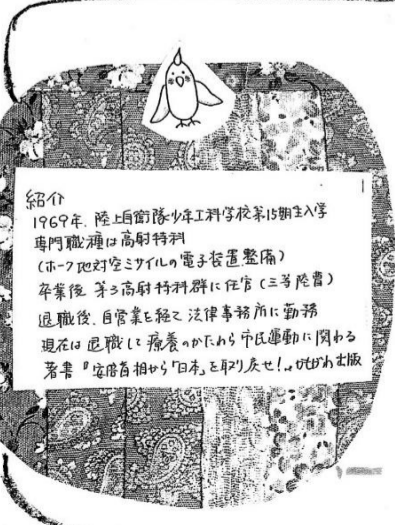 紹介
1969年、陸上自衛隊少年工科学校第15期生入学
専門職種は高射特科
(ホーク地対空ミサイルの電子装置整備)
卒業後 第3高射特科群に任官(三等陸曹)
退職後、自営業を経て 法律事務所に勤務
現在は 退職して 療養のかたわら 市民運動に関わる
著書『安倍首相から「日本」を取り戻せ!』かもがわ出版